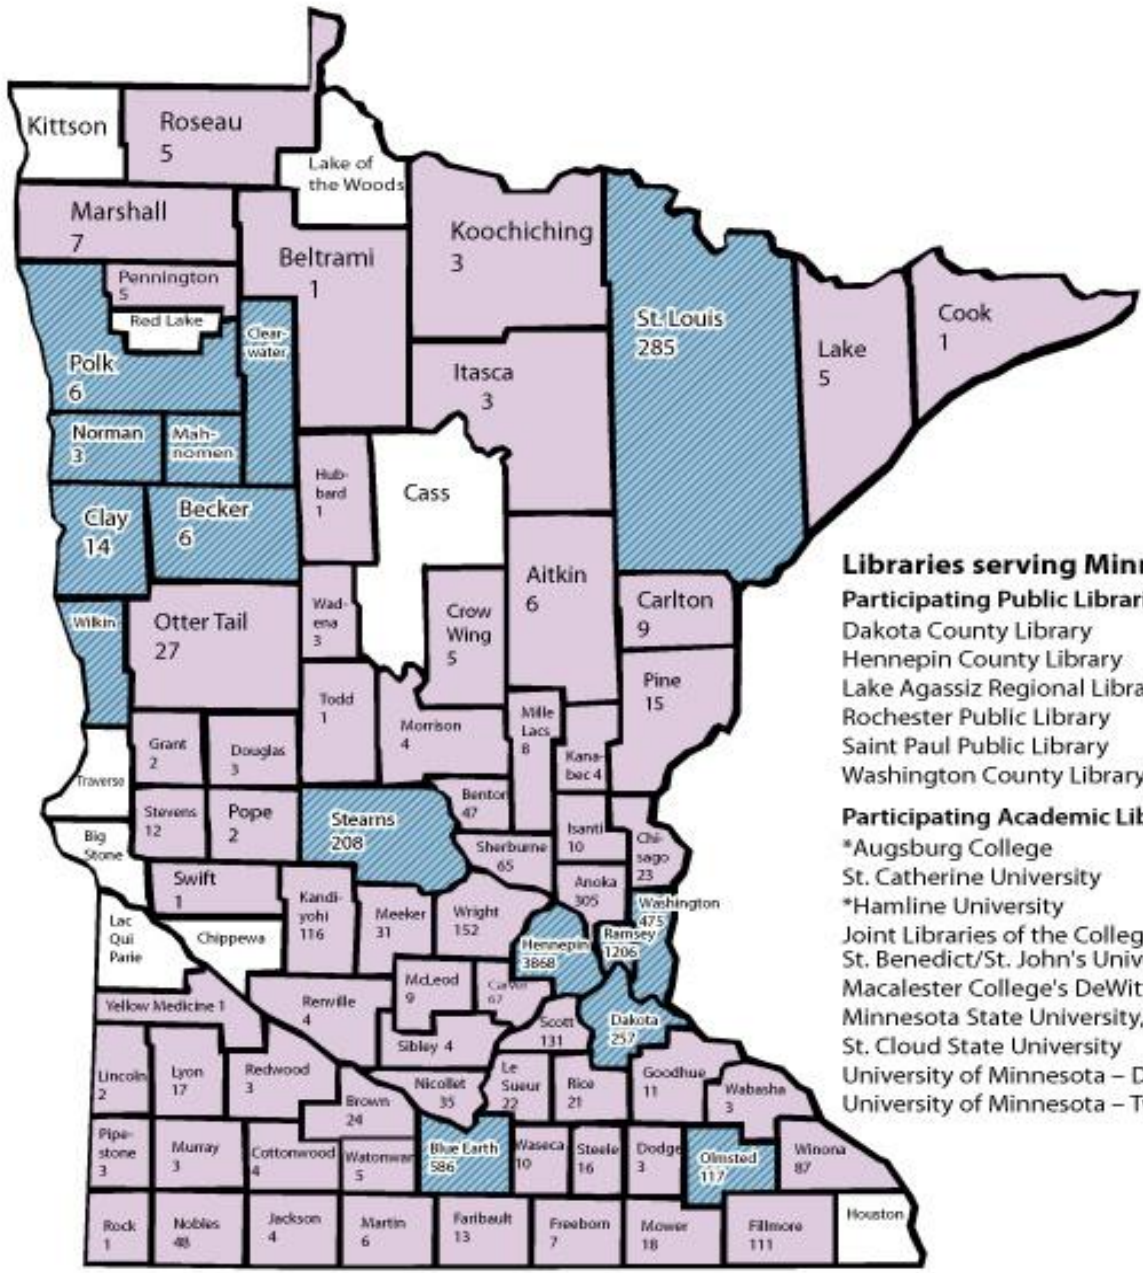 Kittson
Roseau
5
Lake of
the Woods
Marshall
7
Koochiching
3
Beltrami
1
Pennington
5
Red Lake
Clear-
water
St. Louis
285
Cook
1
Lake
5
Polk
6
Itasca
3
Norman
3
Mah-
nomen
Hub-
bard
1
Cass
Clay
14
Becker
6
Aitkin
6
Wilkin
Otter Tail
27
Wad-
ena
3
Crow
Wing
5
Carlton
9
Pine
15
Todd
1
Morrison
4
Mille
Lacs
8
Kana-
bec 4
Grant
2
Douglas
3
Traverse
Stevens
12
Pope
2
Stearns
208
Benton
47
Isanti
10
Chi-
sago
23
Big
Stone
Sherburne
65
Swift
1
Kandi-
yohi
116
Meeker
31
Wright
152
Anoka
305
Washington
475
Lac
Qui
Parie
Chippewa
Hennepin
3868
Ramsey
1206
Yellow Medicine 1
Renville
4
McLeod
9
Carver
67
Scott
131
Dakota
257
Sibley 4
Lincoln
2
Lyon
17
Redwood
3
Brown
24
Nicollet
35
Le
Sueur
22
Rice
21
Goodhue
11
Wabasha
3
Pipe-
stone
3
Murray
3
Cottonwood
4
Watonwan
5
Blue Earth
586
Waseca
10
Steele
16
Dodge
3
Olmsted
117
Winona
87
Rock
1
Nobles
48
Jackson
4
Martin
6
Faribault
13
Freeborn
7
Mower
18
Fillmore
111
Houston
Libraries serving Minn
Participating Public Librari
Dakota County Library
Hennepin County Library
Lake Agassiz Regional Libra
Rochester Public Library
Saint Paul Public Library
Washington County Library
Participating Academic Lib
*Augsburg College
St. Catherine University
*Hamline University
Joint Libraries of the Colleg
St. Benedict/St. John's Univ
Macalester College's DeWit
Minnesota State University,
St. Cloud State University
University of Minnesota – D
University of Minnesota – T